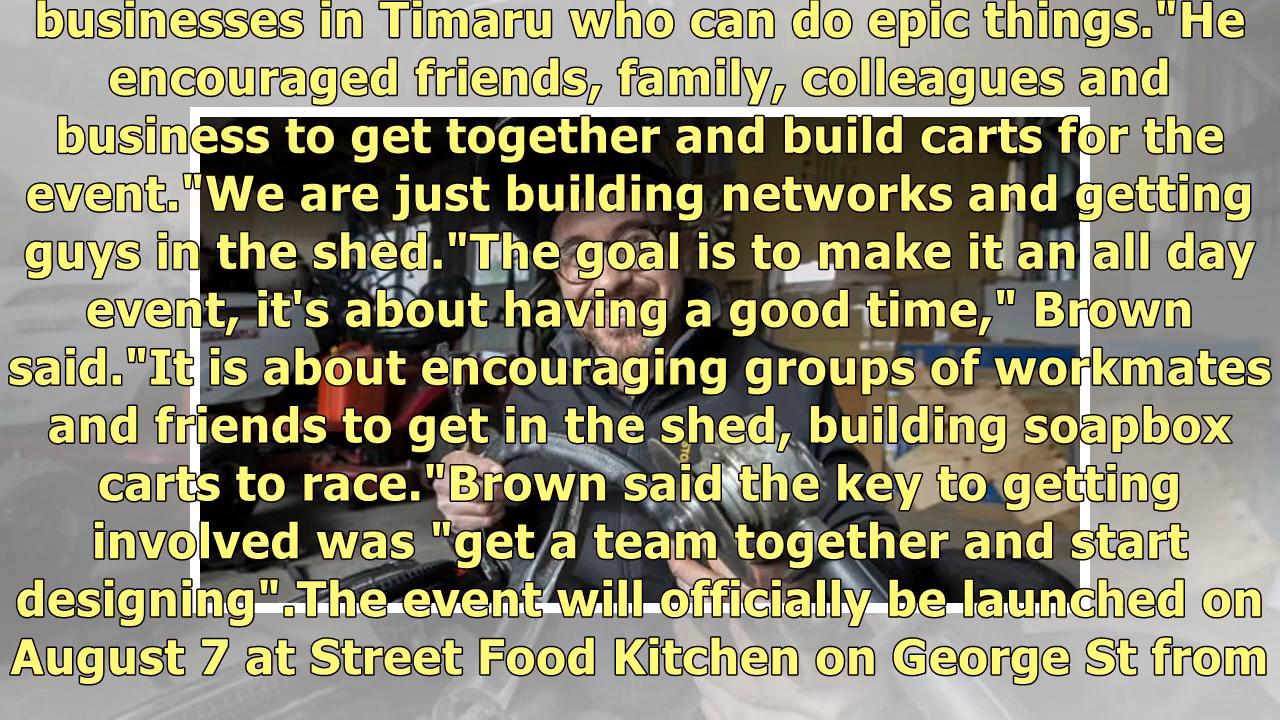 businesses in Timaru who can do epic things."He
encouraged friends, family, colleagues and
business to get together and build carts for the
event."We are just building networks and getting
guys in the shed."The goal is to make it an all day
event, it's about having a good time," Brown
said."It is about encouraging groups of workmates
and friends to get in the shed, building soapbox
carts to race."Brown said the key to getting
involved was "get a team together and start
designing".The event will officially be launched on
August 7 at Street Food Kitchen on George St from